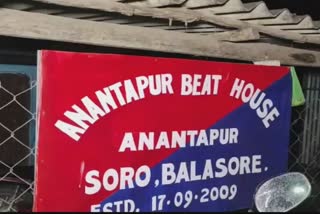 ANANTAPUR BEAT HOUSE
ANANTAPUR
SORO, BALASORE.
ESTD. 17-09-2009